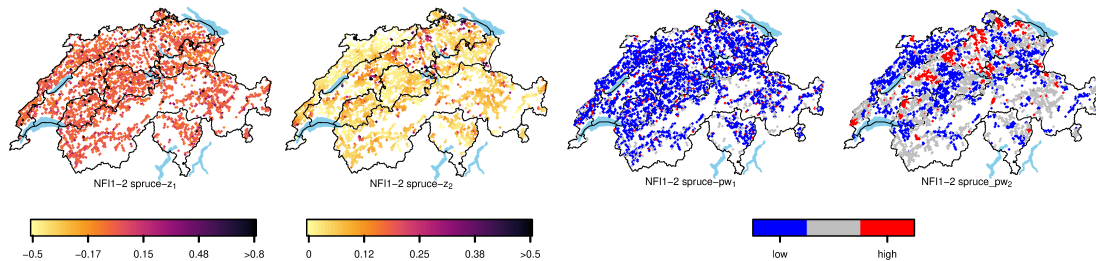 NFI1−2 spruce−z1
NFI1−2 spruce−z2
NFI1−2 spruce−pw1
NFI1−2 spruce_pw2
−0.5 −0.17 0.15 0.48 >0.8
0 0.12 0.25 0.38 >0.5
low high